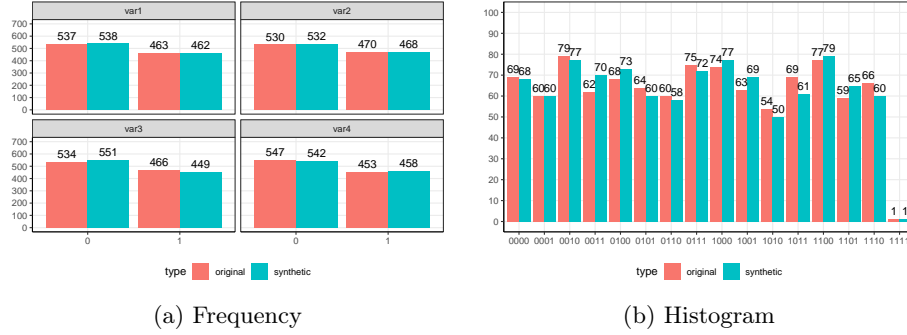 var1 var2
537 538 463 462 530 532 470 468
700
600
500
400
300
200
100
0
var3 var4
534 551 466 449 547 542 453 458
700
600
500
400
300
200
100
0
0 1 0 1
type original synthetic
(a) Frequency
100
90
80
70
60
50
40
30
20
10
0
69 68 60 60 79 77 62 70 68 73 64 60 60 58 75 72 74 77 63 69 54 50 69 61 77 79 59 65 66 60 1 1
0000 0001 0010 0011 0100 0101 0110 0111 1000 1001 1010 1011 1100 1101 1110 1111
type original synthetic
(b) Histogram